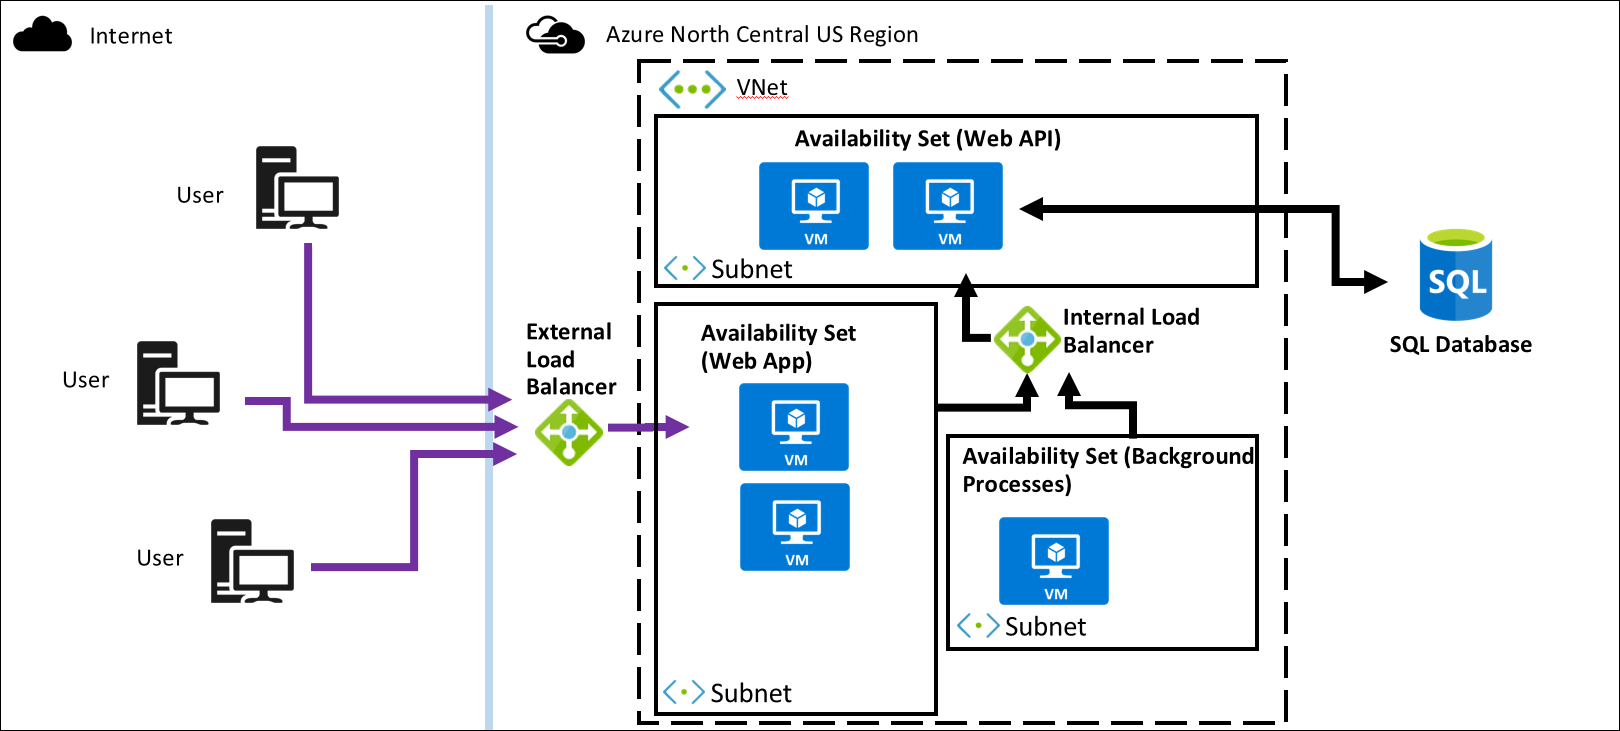 Internet
Azure North Central US Region
VNet
Availability Set (Web API)
VM
VM
Subnet
User
User
User
External
Load
Balancer
Availability Set
(Web App)
VM
VM
Subnet
Internal Load
Balancer
Availability Set (Background
Processes)
VM
Subnet
SQL
SQL Database